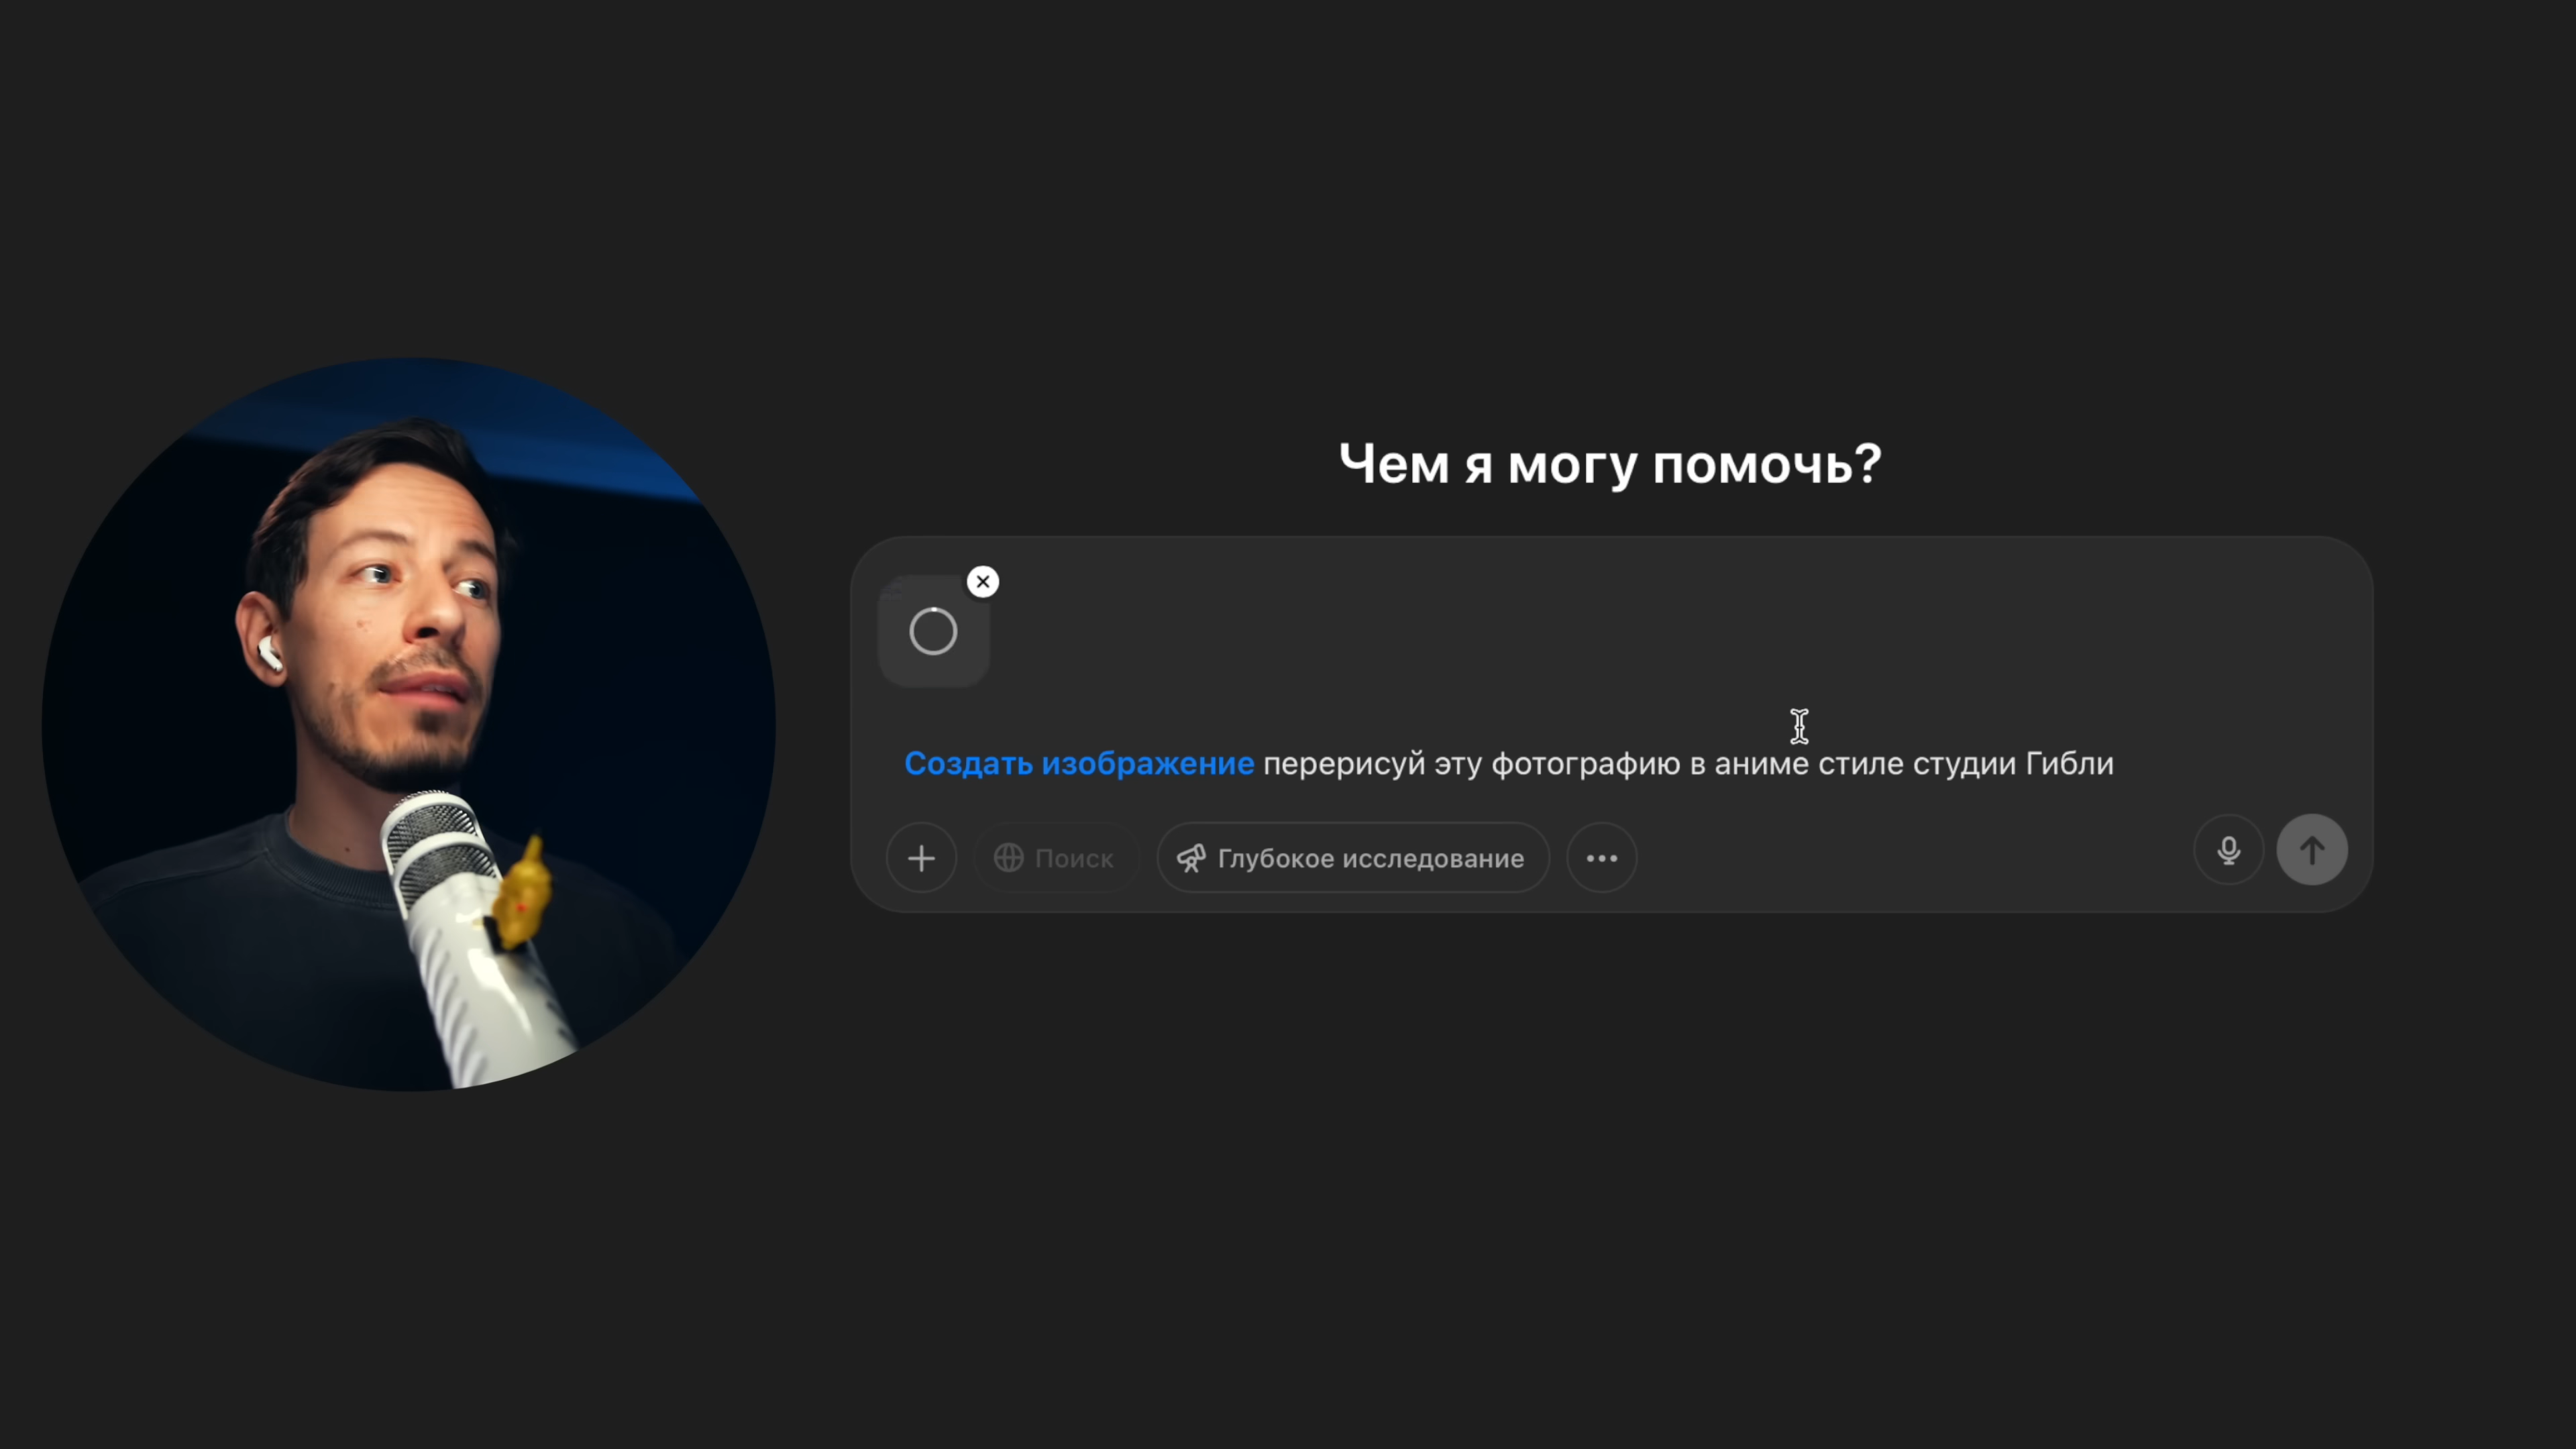 Чем я могу помочь?
Создать изображение перерисуй эту фотографию в аниме стиле студии Гибли
Поиск
Глубокое исследование